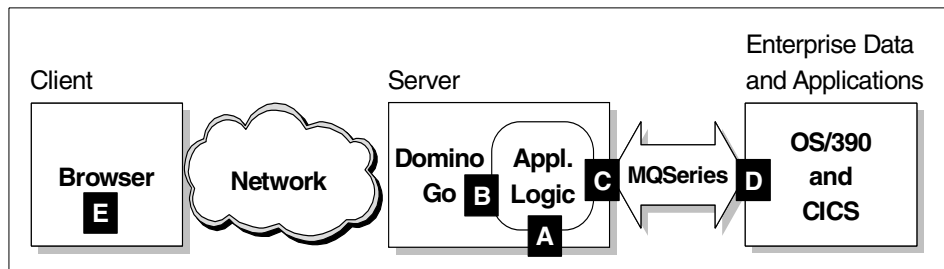 Client
Server
Enterprise Data
and Applications
Browser
E
Network
Domino
Go
B
Appl.
Logic
A
C
MQSeries
D
OS/390
and
CICS